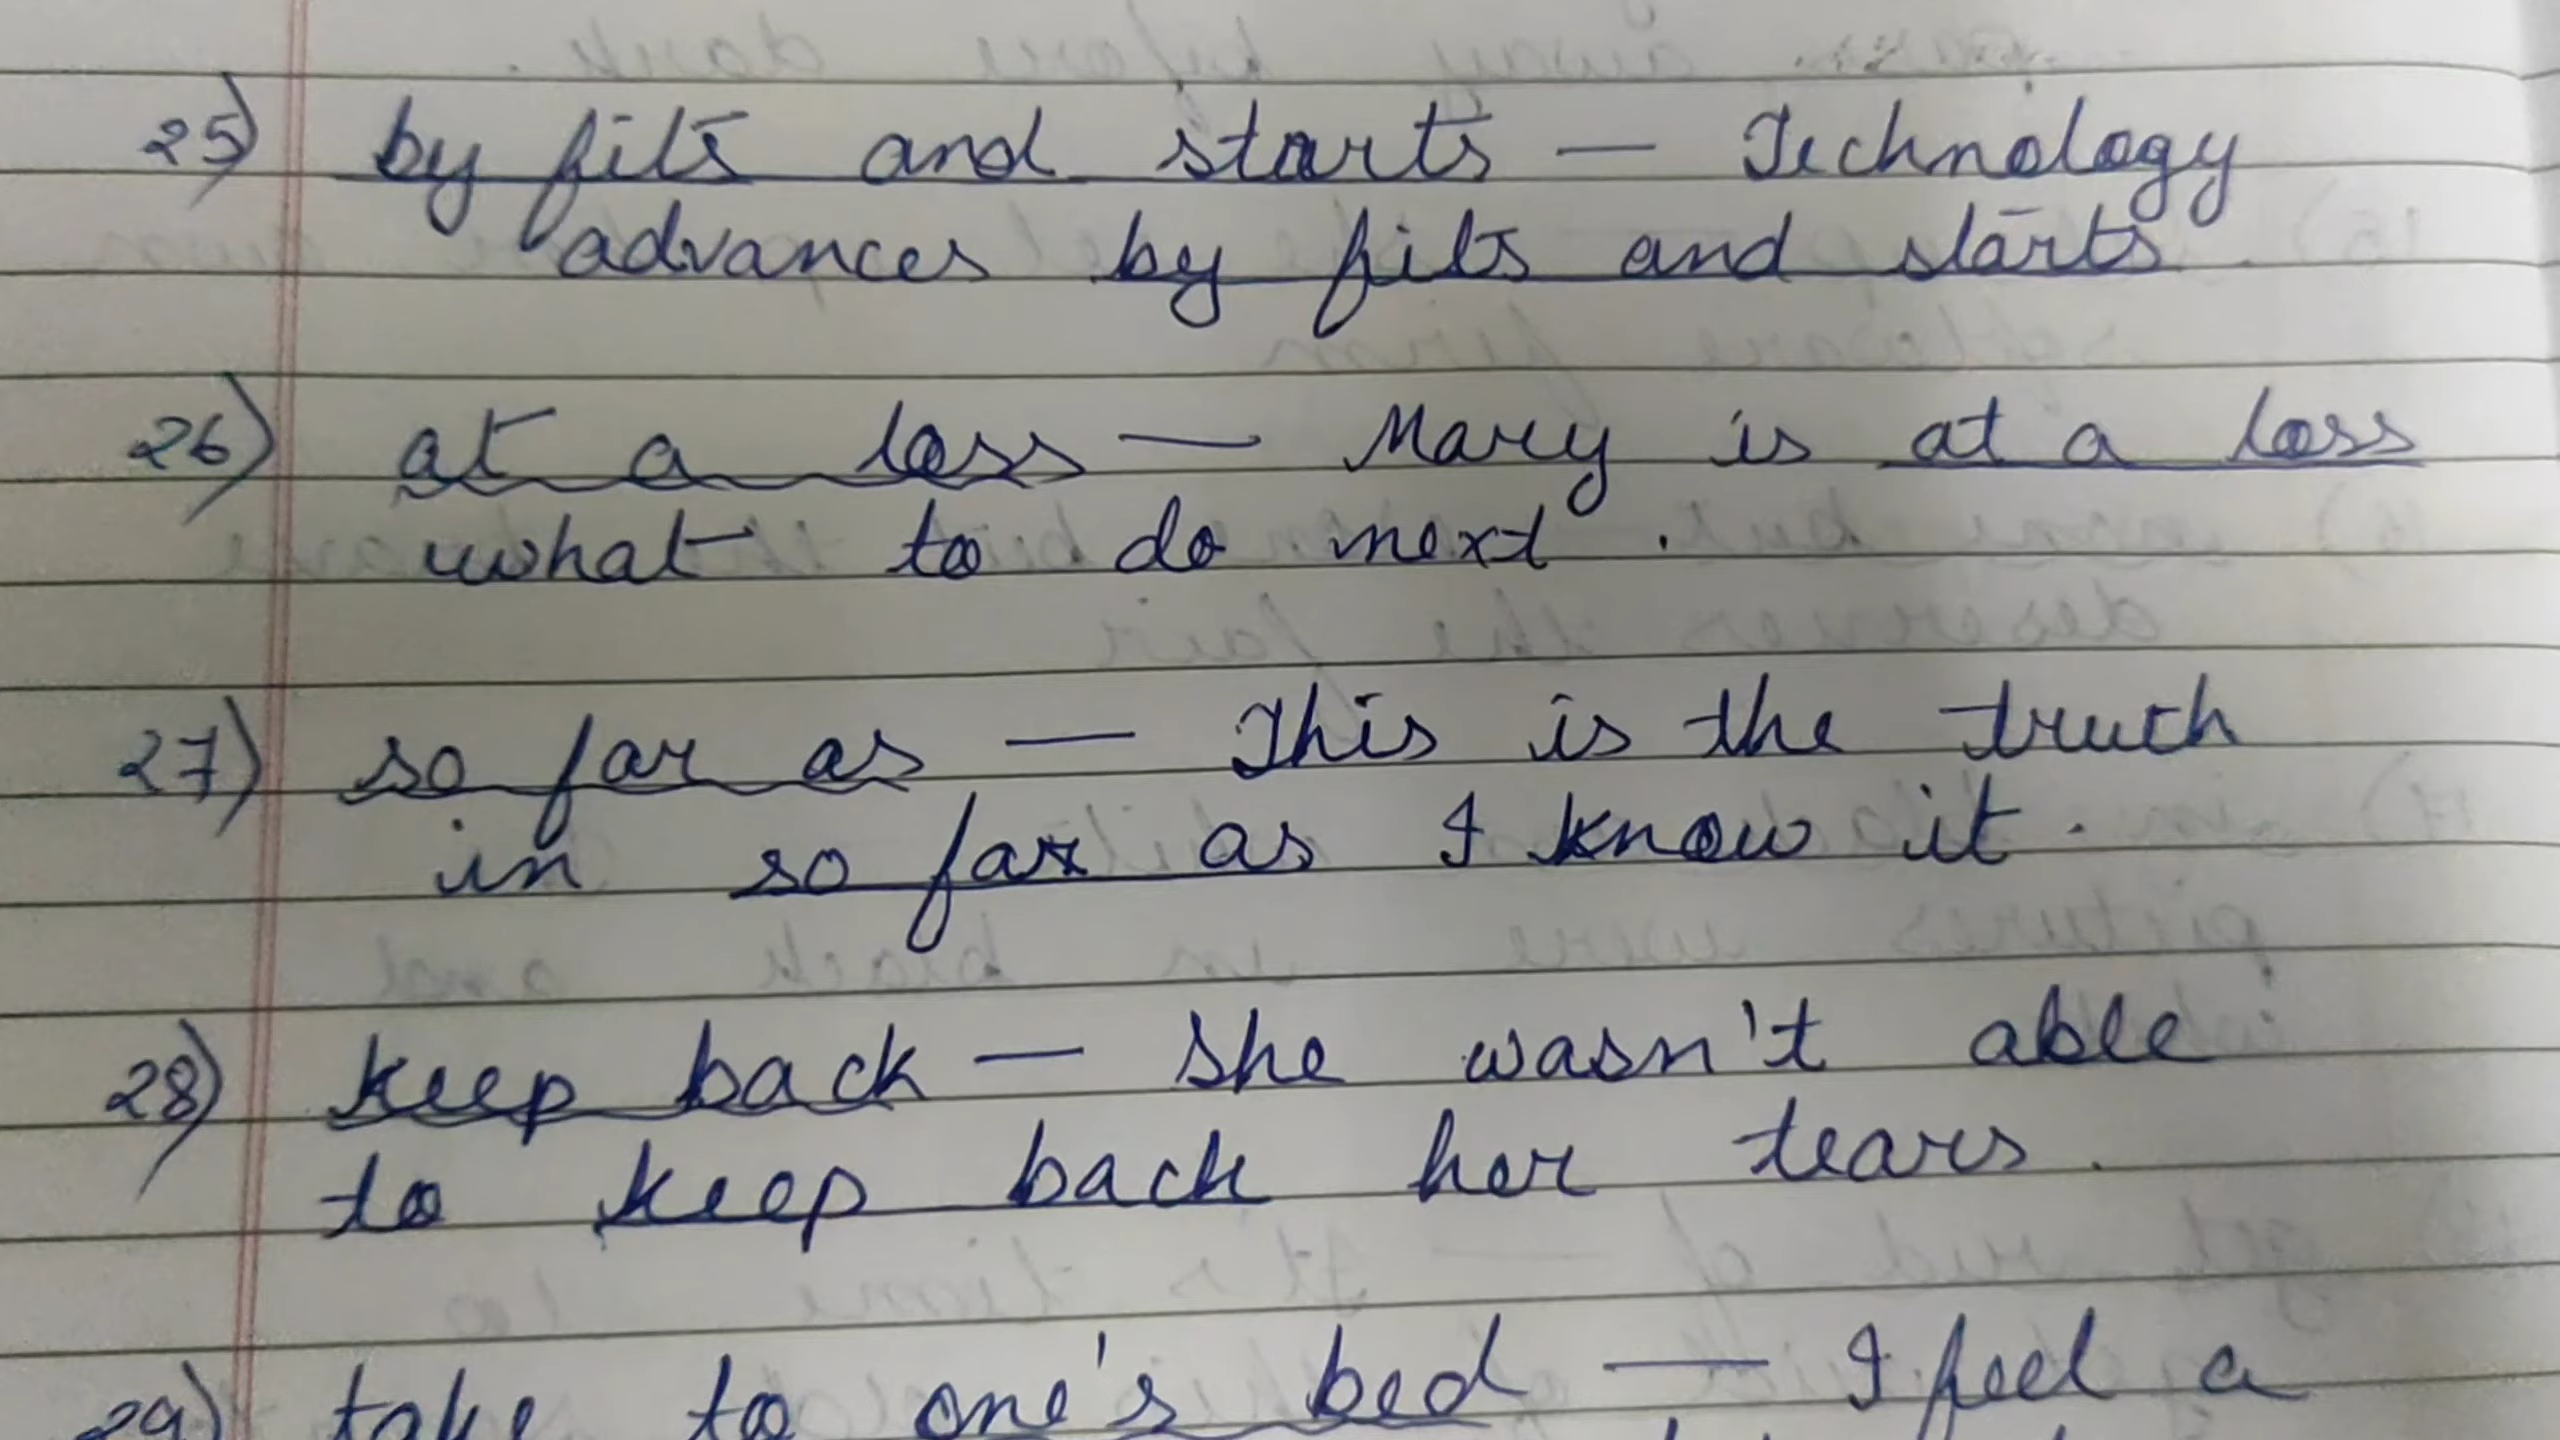 25) by fits and starts — Technology
advances by fits and starts
26) at a loss — Mary is at a loss
what to do next.
27) so far as — This is the truth
in so far as I know it.
28) keep back — She wasn't able
to keep back her tears.
29) take to one's bed — I feel a